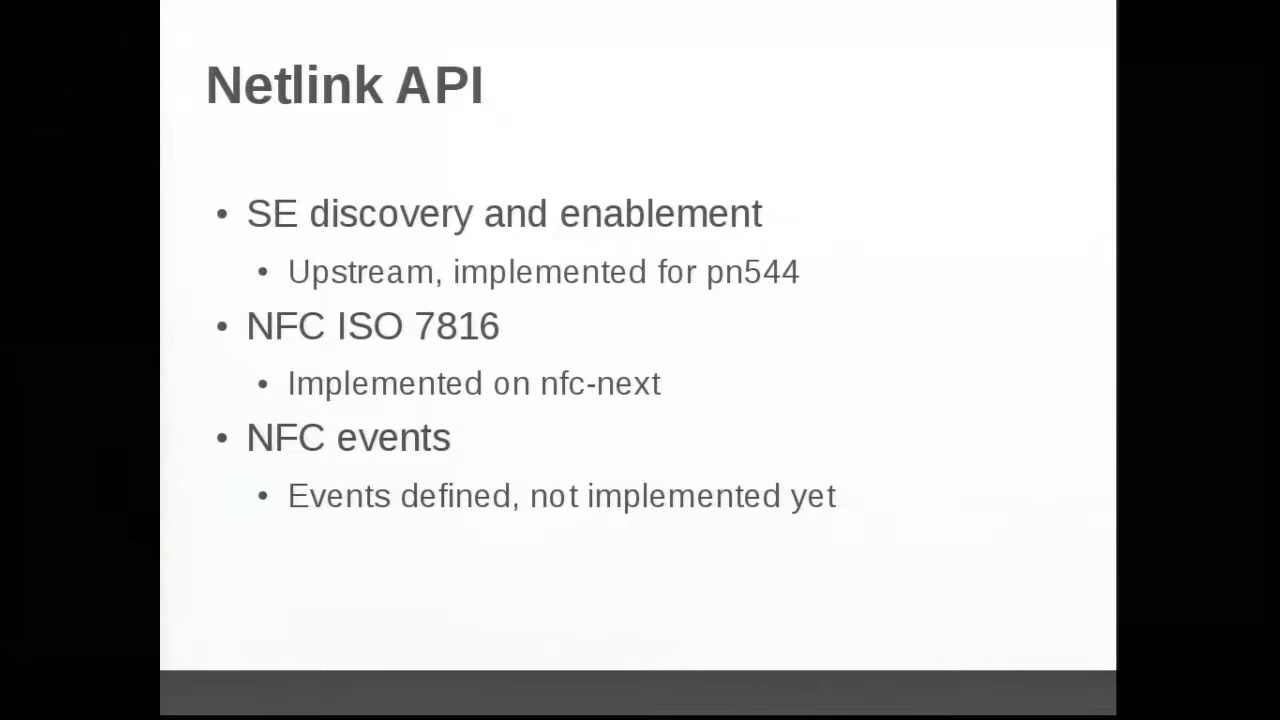 Netlink API
• SE discovery and enablement
• Upstream, implemented for pn544
• NFC ISO 7816
• Implemented on nfc-next
• NFC events
• Events defined, not implemented yet